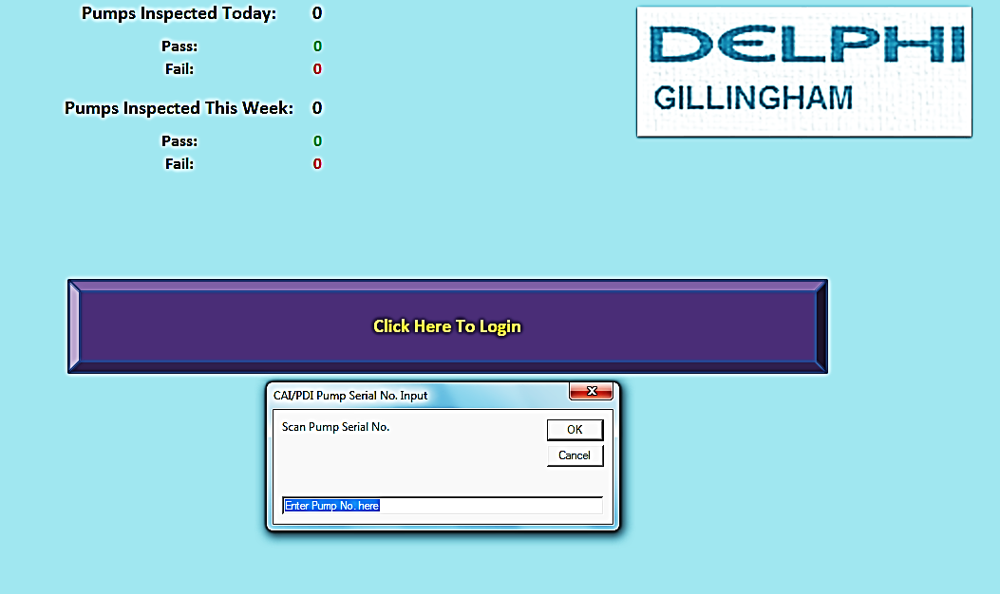 Pumps Inspected Today: 0
Pass: 0
Fail: 0
Pumps Inspected This Week: 0
Pass: 0
Fail: 0
DELPHI
GILLINGHAM
Click Here To Login
CAI/PDI Pump Serial No. Input
Scan Pump Serial No.
OK
Cancel
Enter Pump No. here